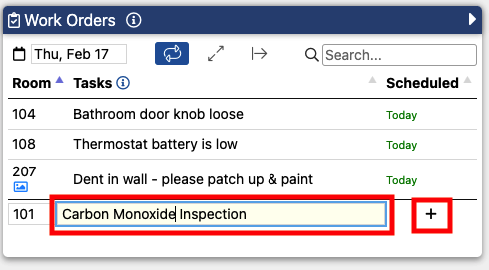 Work Orders
Thu, Feb 17 Search...
Room Tasks Scheduled
104 Bathroom door knob loose Today
108 Thermostat battery is low Today
207 Dent in wall - please patch up & paint Today
101 Carbon Monoxide Inspection +